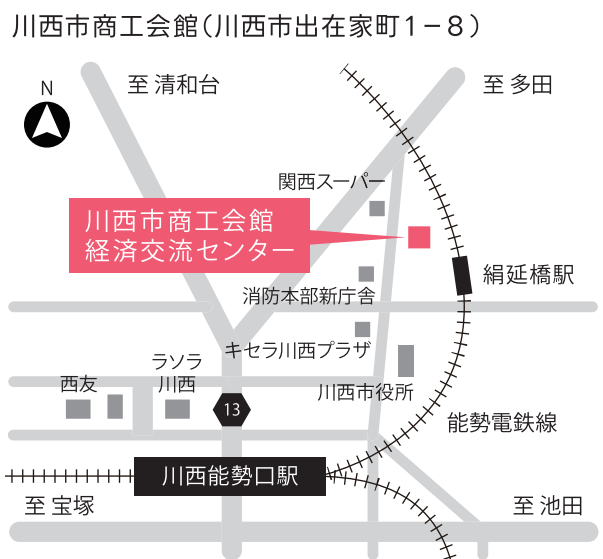 川西市商工会館（川西市出在家町1－8）
N
至 清和台
至 多田
関西スーパー
川西市商工会館
経済交流センター
絹延橋駅
消防本部新庁舎
キセラ川西プラザ
ラソラ
川西
西友
川西市役所
13
能勢電鉄線
川西能勢口駅
至 宝塚
至 池田